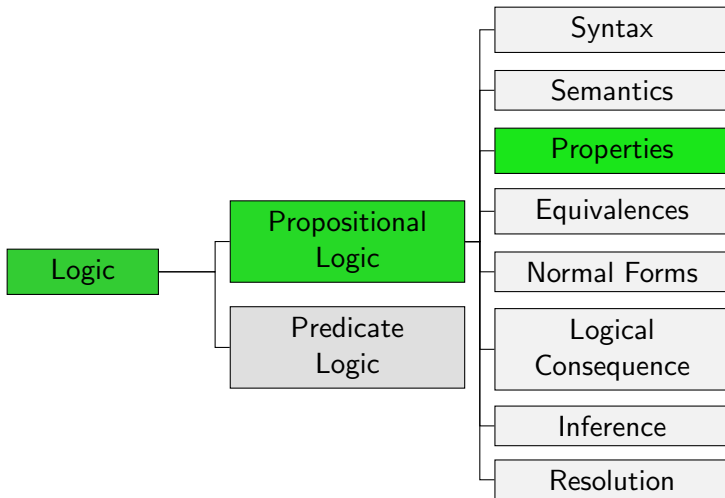 Logic
Propositional
Logic
Predicate
Logic
Syntax
Semantics
Properties
Equivalences
Normal Forms
Logical
Consequence
Inference
Resolution